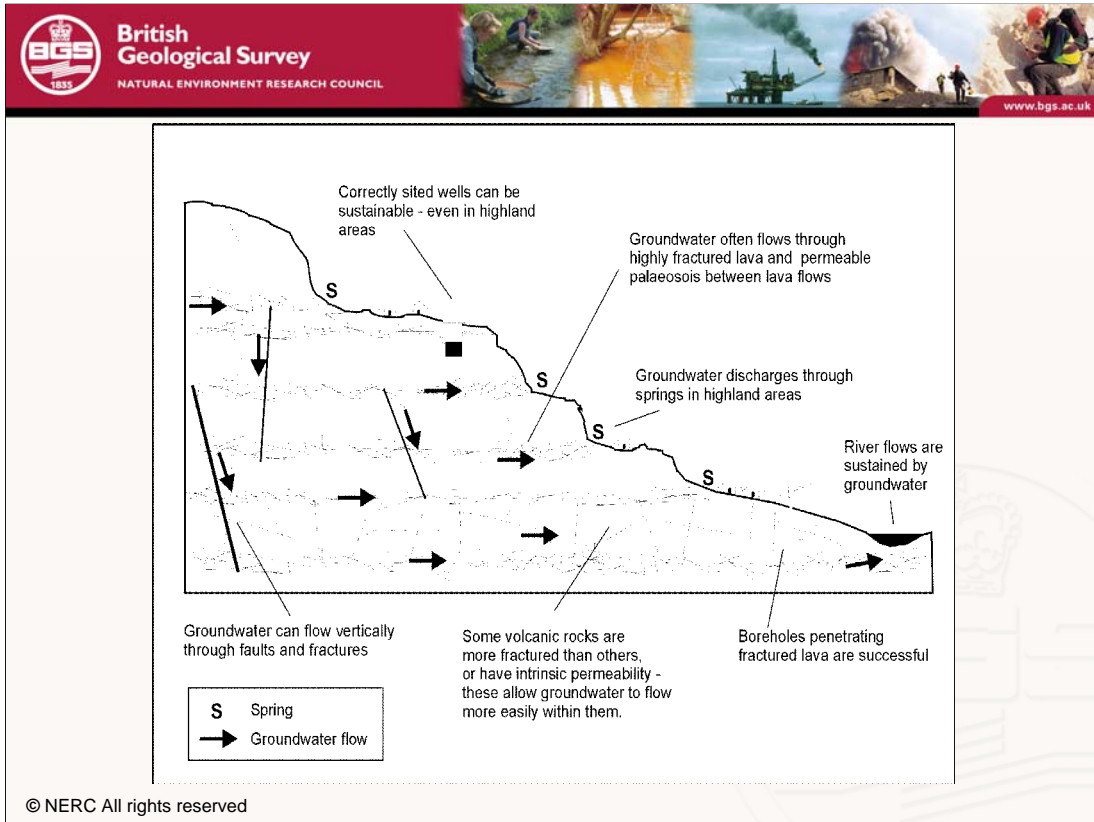 British
Geological Survey
NATURAL ENVIRONMENT RESEARCH COUNCIL
BGS
1835
www.bgs.ac.uk
Correctly sited wells can be
sustainable - even in highland
areas
Groundwater often flows through
highly fractured lava and permeable
palaeosois between lava flows
S
S
Groundwater discharges through
springs in highland areas
S
River flows are
sustained by
groundwater
S
Groundwater can flow vertically
through faults and fractures
Some volcanic rocks are
more fractured than others,
or have intrinsic permeability -
these allow groundwater to flow
more easily within them.
Boreholes penetrating
fractured lava are successful
S Spring
Groundwater flow
© NERC All rights reserved